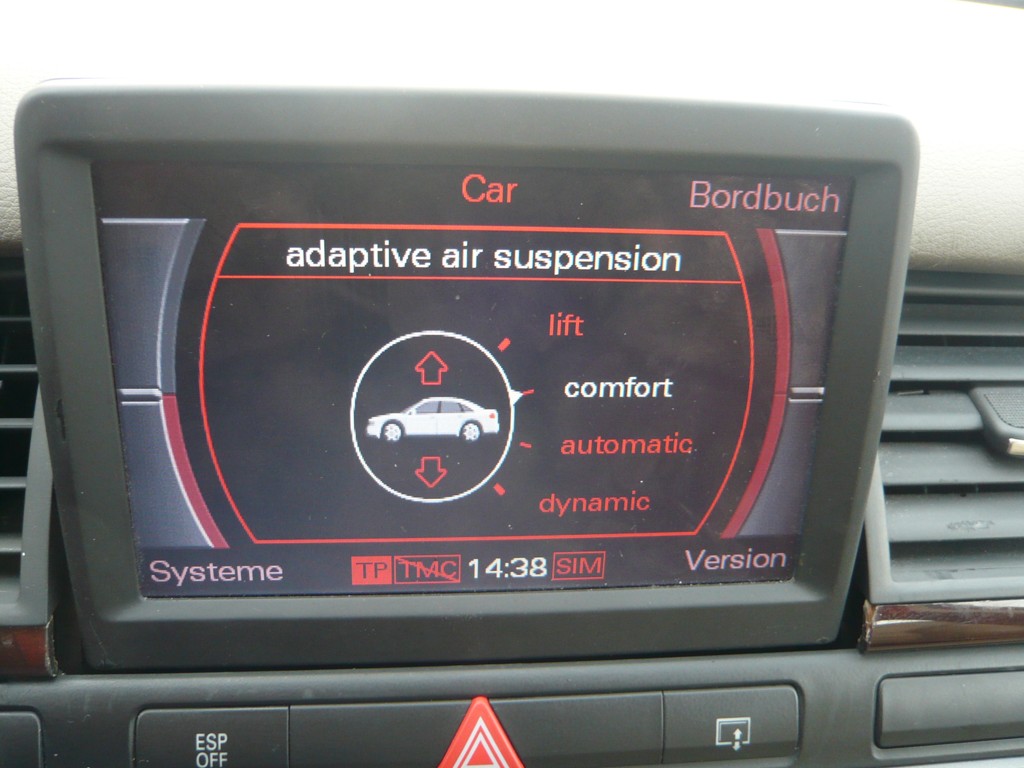 Car
Bordbuch
adaptive air suspension
lift
comfort
automatic
dynamic
Systeme
TP TMC 14:38 SIM
Version
ESP
OFF